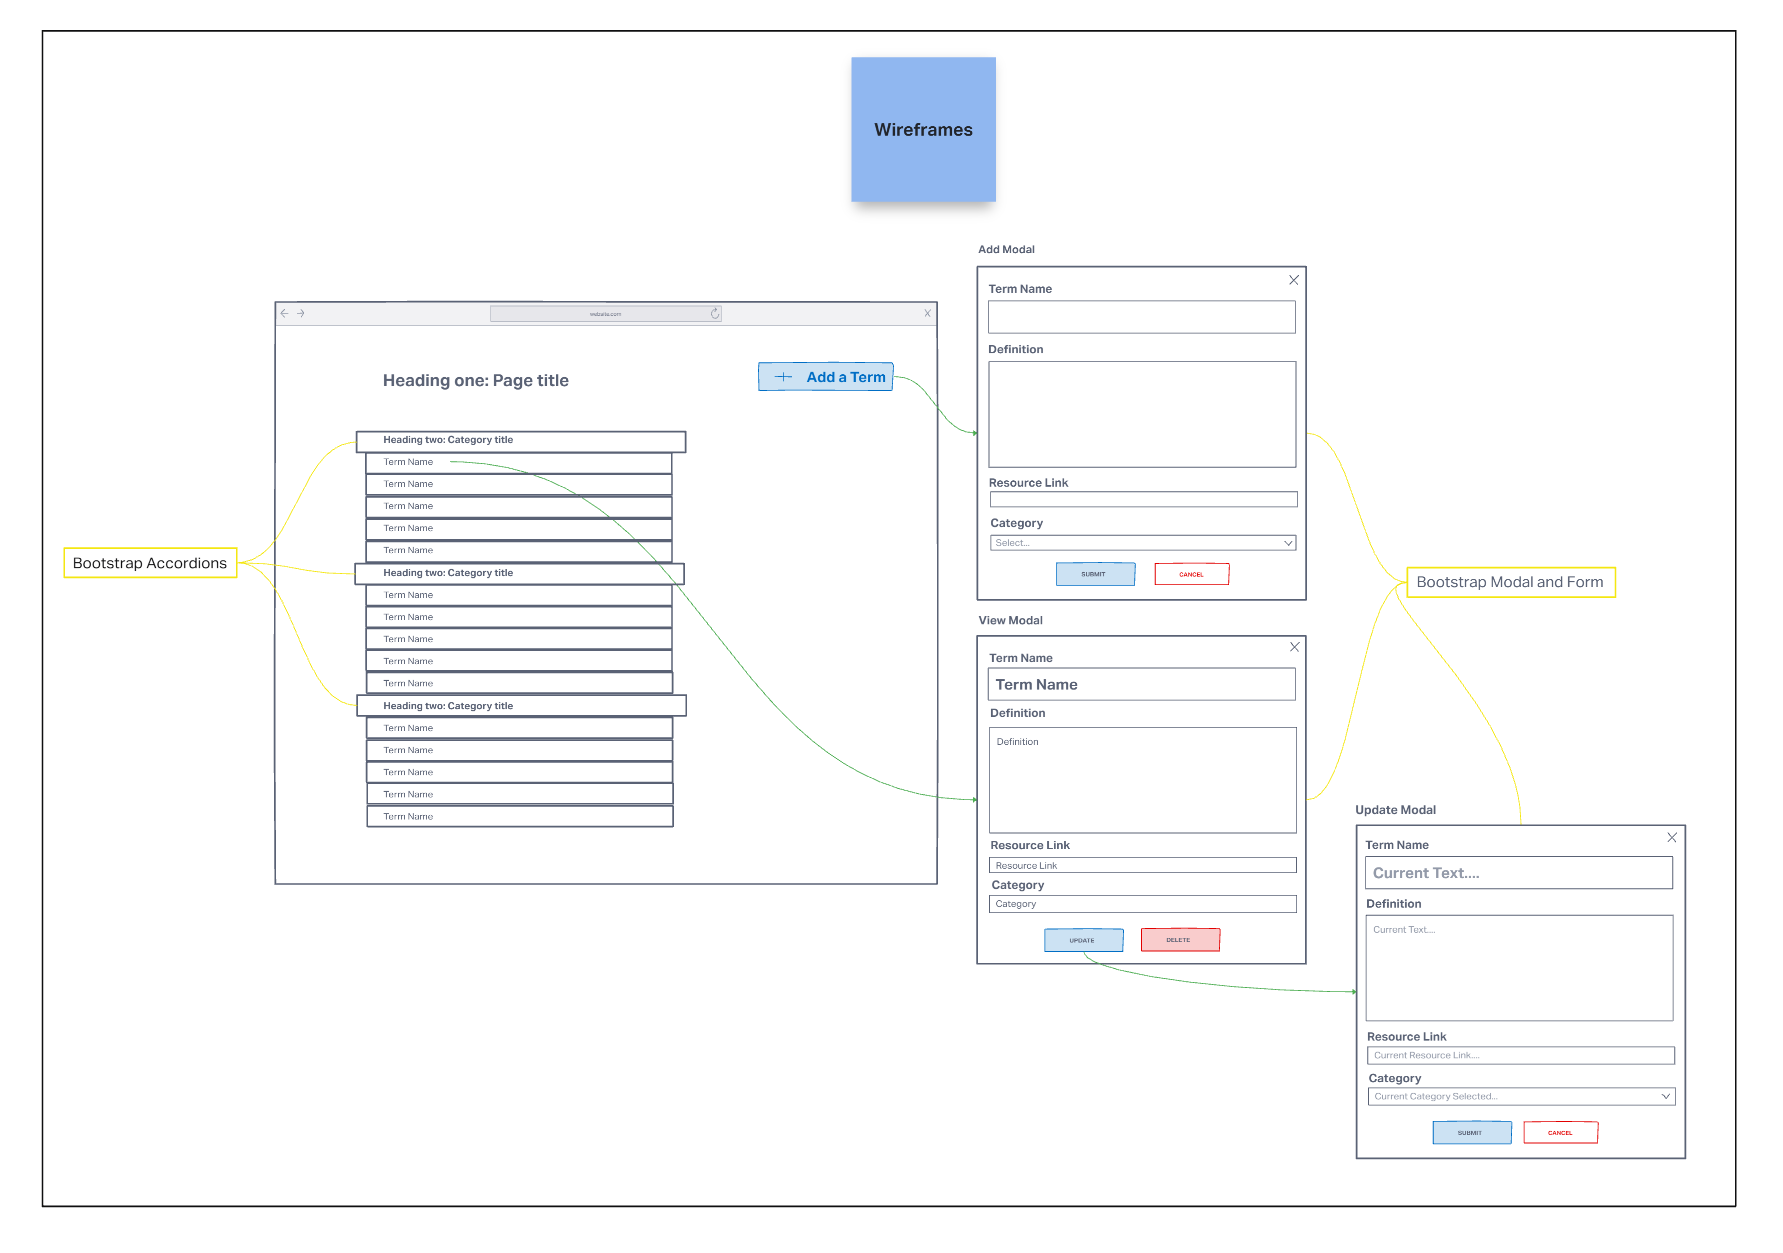 Wireframes
website.com
Heading one: Page title
Add a Term
Heading two: Category title
Term Name
Term Name
Term Name
Term Name
Term Name
Heading two: Category title
Term Name
Term Name
Term Name
Term Name
Term Name
Heading two: Category title
Term Name
Term Name
Term Name
Term Name
Term Name
Bootstrap Accordions
Add Modal
Term Name
Definition
Resource Link
Category
Select...
SUBMIT
CANCEL
View Modal
Term Name
Term Name
Definition
Definition
Resource Link
Resource Link
Category
Category
UPDATE
DELETE
Bootstrap Modal and Form
Update Modal
Term Name
Current Text....
Definition
Current Text....
Resource Link
Current Resource Link....
Category
Current Category Selected...
SUBMIT
CANCEL